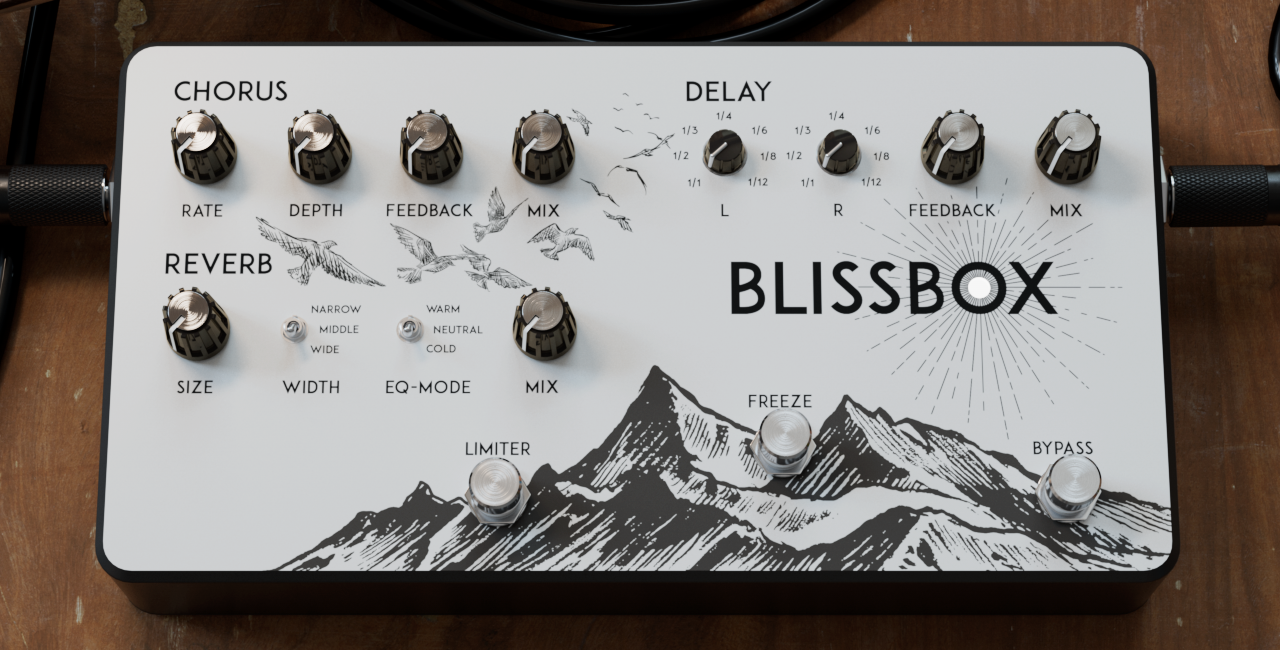 CHORUS
RATE
DEPTH
FEEDBACK
MIX
DELAY
1/1
1/2
1/3
1/4
1/6
1/8
1/12
L
1/1
1/2
1/3
1/4
1/6
1/8
1/12
R
FEEDBACK
MIX
REVERB
SIZE
NARROW
MIDDLE
WIDE
WIDTH
WARM
NEUTRAL
COLD
EQ-MODE
MIX
BLISSBOX
LIMITER
FREEZE
BYPASS